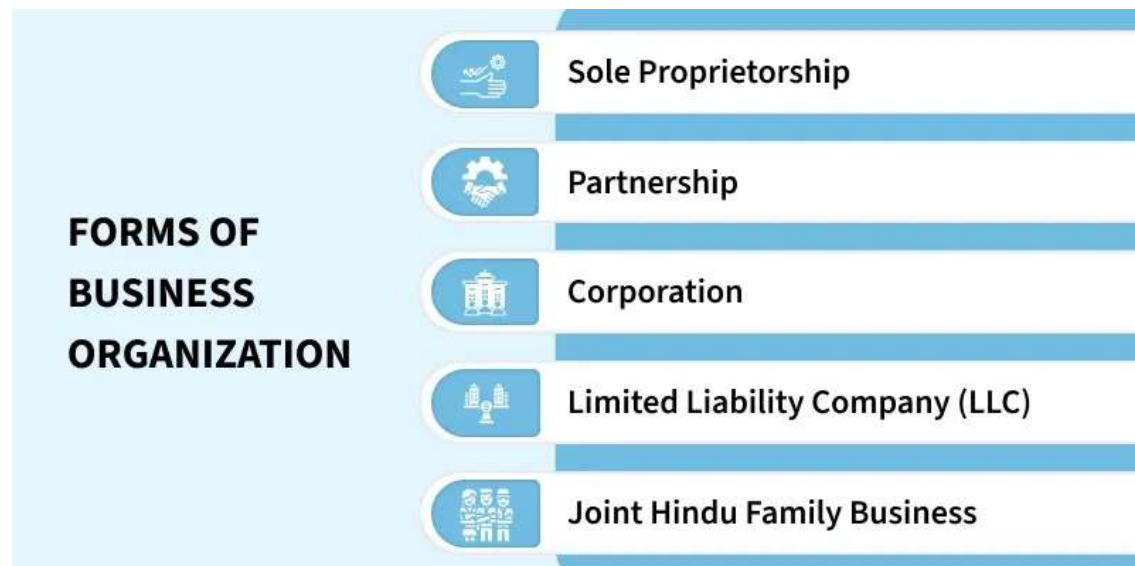 FORMS OF
BUSINESS
ORGANIZATION
Sole Proprietorship
Partnership
Corporation
Limited Liability Company (LLC)
Joint Hindu Family Business